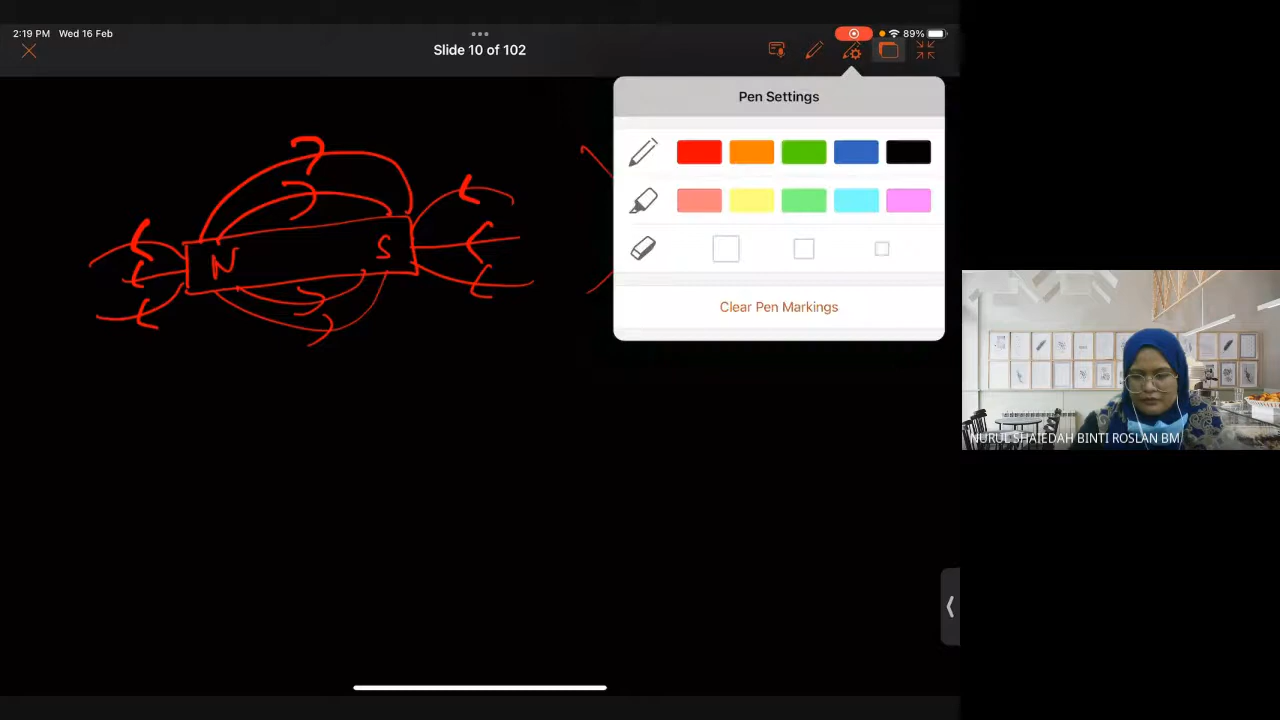 2:19 PM Wed 16 Feb
89%
Slide 10 of 102
Pen Settings
N
S
Clear Pen Markings
NURUL SHAIEDAH BINTI ROSLAN BM